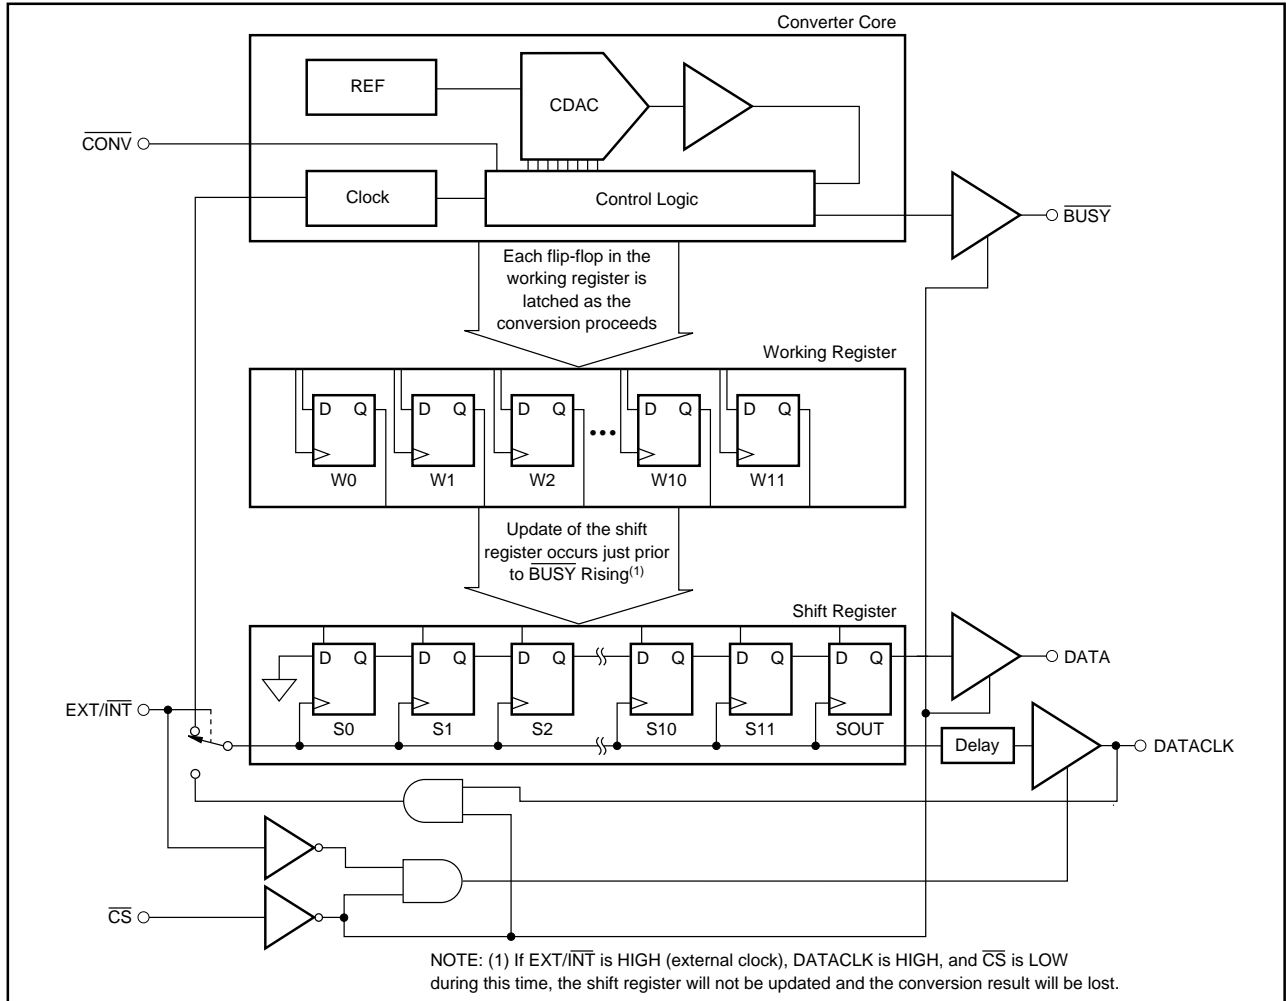 Converter Core
REF
CDAC
CONV
Clock
Control Logic
BUSY
Each flip-flop in the
working register is
latched as the
conversion proceeds
Working Register
D Q D Q D Q ••• D Q D Q
W0 W1 W2 W10 W11
Update of the shift
register occurs just prior
to BUSY Rising(1)
Shift Register
D Q D Q D Q D Q D Q D Q
DATA
EXT/INT
S0 S1 S2 S10 S11 SOUT
Delay
DATACLK
CS
NOTE: (1) If EXT/INT is HIGH (external clock), DATACLK is HIGH, and CS is LOW
during this time, the shift register will not be updated and the conversion result will be lost.